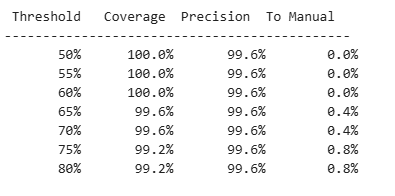 Threshold   Coverage  Precision  To Manual
---------------------------------------------
      50%      100.0%       99.6%        0.0%
      55%      100.0%       99.6%        0.0%
      60%      100.0%       99.6%        0.0%
      65%       99.6%       99.6%        0.4%
      70%       99.6%       99.6%        0.4%
      75%       99.2%       99.6%        0.8%
      80%       99.2%       99.6%        0.8%